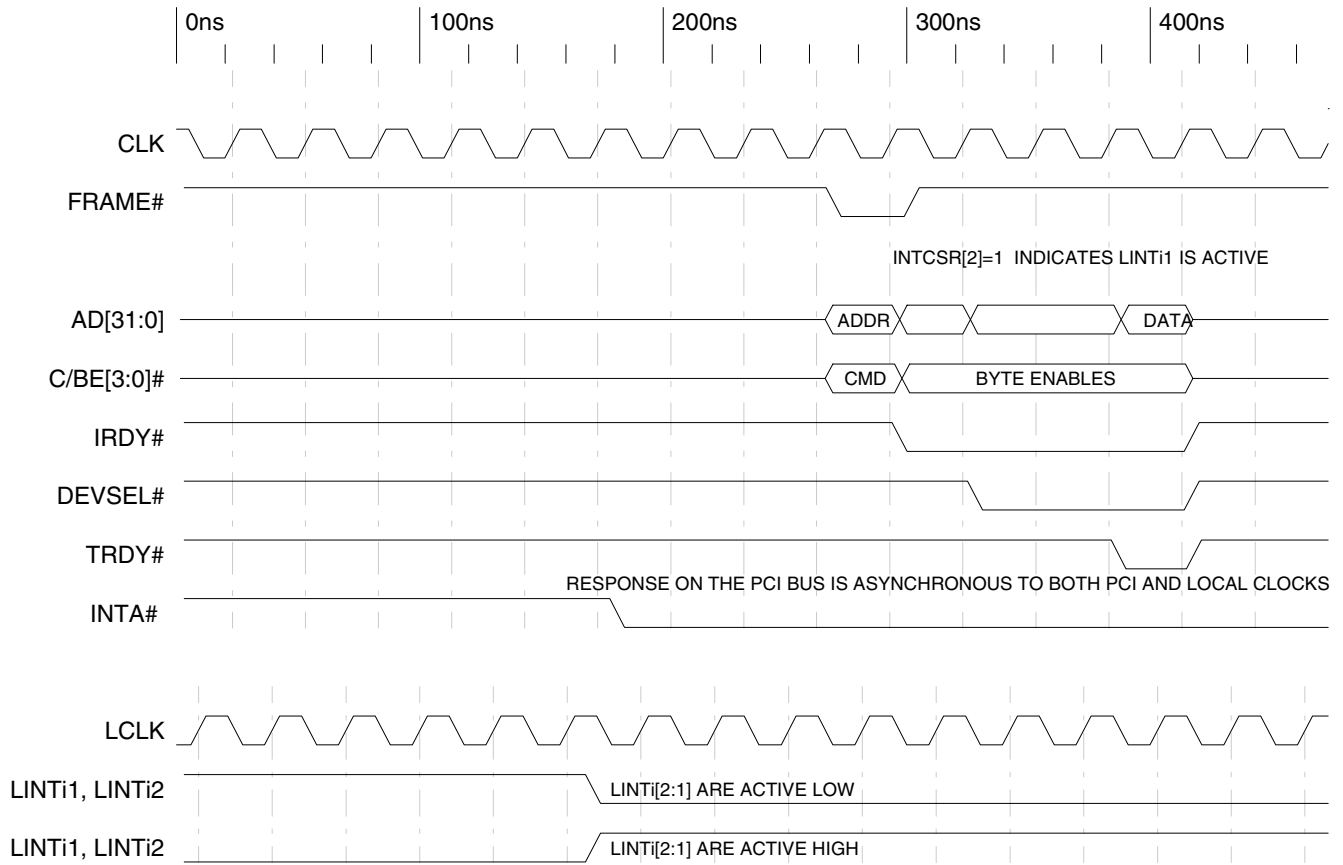 0ns 100ns 200ns 300ns 400ns
CLK
FRAME#
INTCSR[2]=1 INDICATES LINTi1 IS ACTIVE
AD[31:0] ADDR DATA
C/BE[3:0]# CMD BYTE ENABLES
IRDY#
DEVSEL#
TRDY#
RESPONSE ON THE PCI BUS IS ASYNCHRONOUS TO BOTH PCI AND LOCAL CLOCKS
INTA#
LCLK
LINTi1, LINTi2 LINTi[2:1] ARE ACTIVE LOW
LINTi1, LINTi2 LINTi[2:1] ARE ACTIVE HIGH